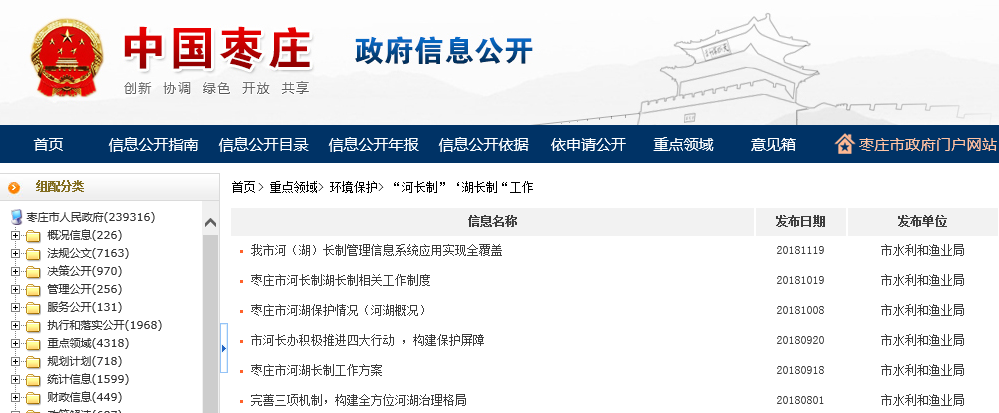 中国枣庄
政府信息公开
创新 协调 绿色 开放 共享
首页 信息公开指南 信息公开目录 信息公开年报 信息公开依据 依申请公开 重点领域 意见箱 枣庄市政府门户网站
组配分类
枣庄市人民政府(239316)
概况信息(226)
法规公文(7163)
决策公开(970)
管理公开(256)
服务公开(131)
执行和落实公开(1968)
重点领域(4318)
规划计划(718)
统计信息(1599)
财政信息(449)
首页> 重点领域> 环境保护> “河长制”‘湖长制“工作
信息名称 发布日期 发布单位
我市河（湖）长制管理信息系统应用实现全覆盖 20181119 市水利和渔业局
枣庄市河长制湖长制相关工作制度 20181019 市水利和渔业局
枣庄市河湖保护情况（河湖概况） 20181008 市水利和渔业局
市河长办积极推进四大行动 ，构建保护屏障 20180920 市水利和渔业局
枣庄市河湖长制工作方案 20180918 市水利和渔业局
完善三项机制，构建全方位河湖治理格局 20180801 市水利和渔业局